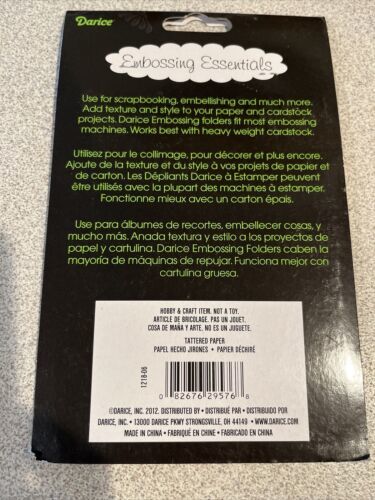 Darice
Embossing Essentials
Use for scrapbooking, embellishing and much more.
Add texture and style to your paper and cardstock
projects. Darice Embossing folders fit most embossing
machines. Works best with heavy weight cardstock.
Utilisez pour le collimage, pour décorer et plus encore.
Ajoute de la texture et du style à vos projets de papier et
de carton. Les Dépliants Darice à Estamper peuvent
être utilisés avec la plupart des machines à estamper.
Fonctionne mieux avec un carton épais.
Use para álbumes de recortes, embellecer cosas, y
mucho más. Anada textura y estilo a los proyectos de
papel y cartulina. Darice Embossing Folders caben la
mayoría de máquinas de repujar. Funciona mejor con
cartulina gruesa.
HOBBY & CRAFT ITEM. NOT A TOY.
ARTICLE DE BRICOLAGE. PAS UN JOUET.
COSA DE MAÑA Y ARTE, NO ES UN JUGUETE.
TATTERED PAPER
PAPEL HECHO JIRONES • PAPIER DÉCHIRÉ
1218-06
0 82676 29576 8
©DARICE, INC. 2012. DISTRIBUTED BY • DISTRIBUÉ PAR • DISTRIBUIDO POR
DARICE, INC. • 13000 DARICE PKWY STRONGSVILLE, OH 44149 • WWW.DARICE.COM
MADE IN CHINA • FABRIQUÉ EN CHINE • FABRICADO EN CHINA